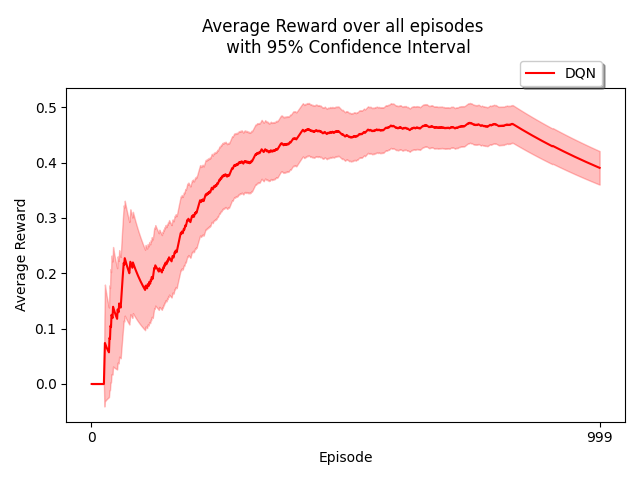 Average Reward over all episodes
with 95% Confidence Interval
DQN
0.5
0.4
0.3
0.2
0.1
0.0
Average Reward
0
999
Episode